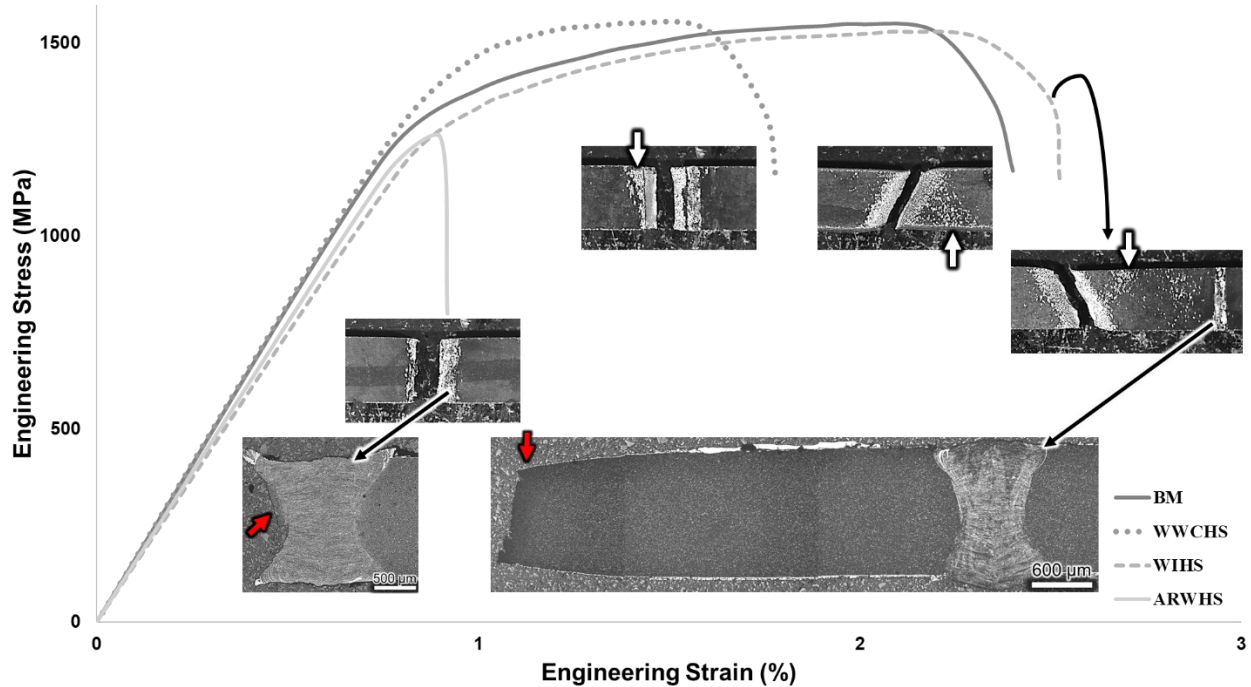 Engineering Stress (MPa)
1500
1000
500
0
500 µm
600 µm
BM
WWCHS
WIHS
ARWHS
0
1
2
3
Engineering Strain (%)